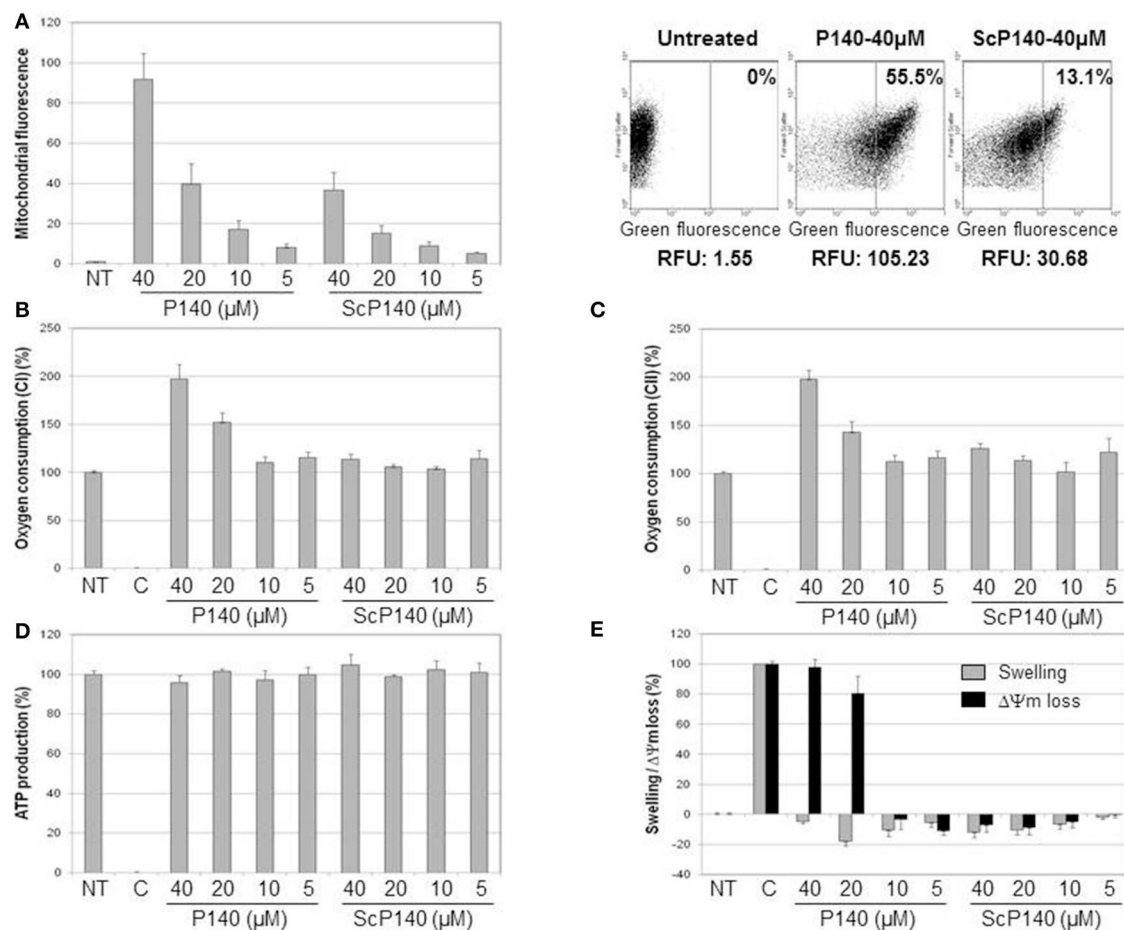 A
Mitochondrial fluorescence
120
100
80
60
40
20
0
NT 40 20 10 5 40 20 10 5
P140 (µM) ScP140 (µM)
Untreated P140-40µM ScP140-40µM
0% 55.5% 13.1%
Forward Scatter Forward Scatter Forward Scatter
Green fluorescence Green fluorescence Green fluorescence
RFU: 1.55 RFU: 105.23 RFU: 30.68
B
Oxygen consumption (CI) (%)
250
200
150
100
50
0
NT C 40 20 10 5 40 20 10 5
P140 (µM) ScP140 (µM)
C
Oxygen consumption (CII) (%)
250
200
150
100
50
0
NT C 40 20 10 5 40 20 10 5
P140 (µM) ScP140 (µM)
D
ATP production (%)
120
100
80
60
40
20
0
NT C 40 20 10 5 40 20 10 5
P140 (µM) ScP140 (µM)
E
Swelling / ΔΨm loss (%)
120
100
80
60
40
20
0
-20
-40
Swelling
ΔΨm loss
NT C 40 20 10 5 40 20 10 5
P140 (µM) ScP140 (µM)